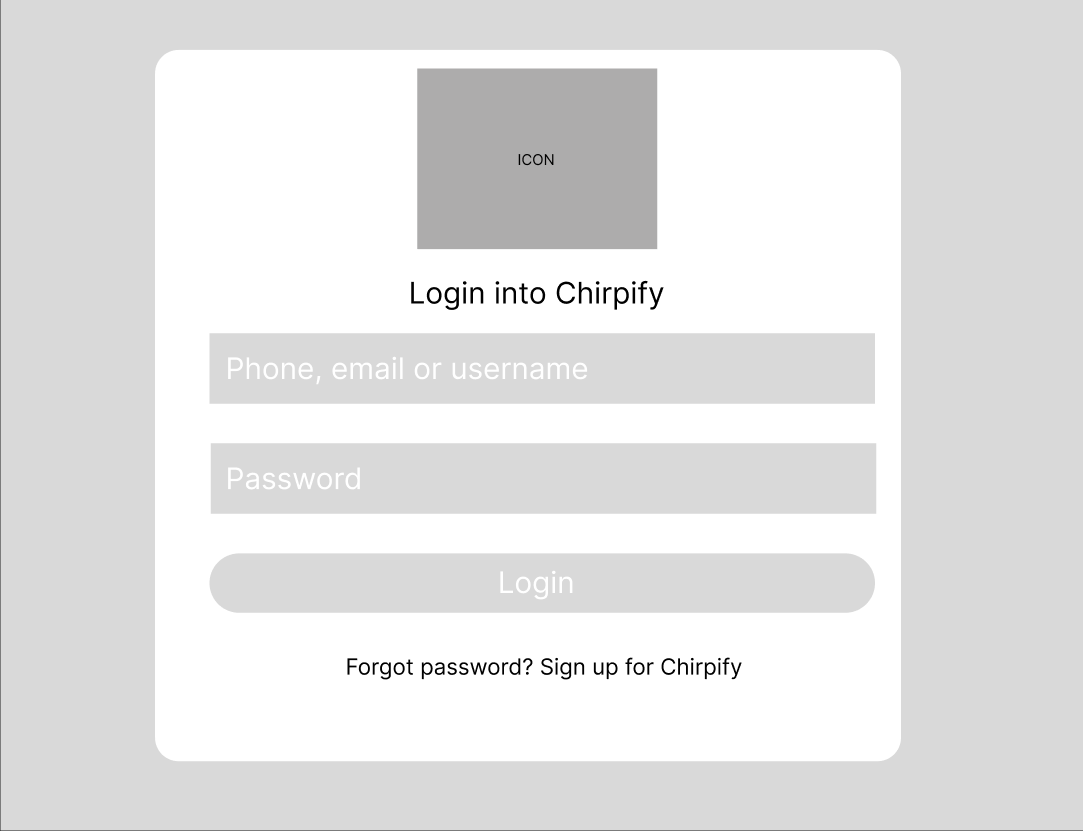 ICON
Login into Chirpify
Phone, email or username
Password
Login
Forgot password? Sign up for Chirpify